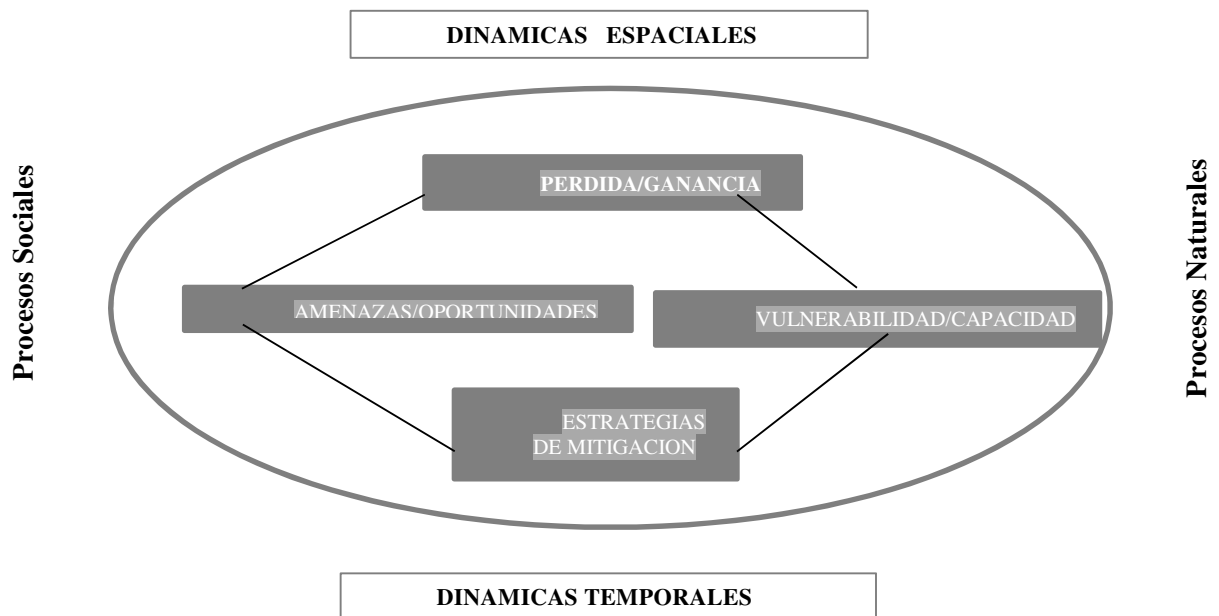 DINAMICAS ESPACIALES
Procesos Sociales
PERDIDA/GANANCIA
AMENAZAS/OPORTUNIDADES
VULNERABILIDAD/CAPACIDAD
ESTRATEGIAS
DE MITIGACION
Procesos Naturales
DINAMICAS TEMPORALES